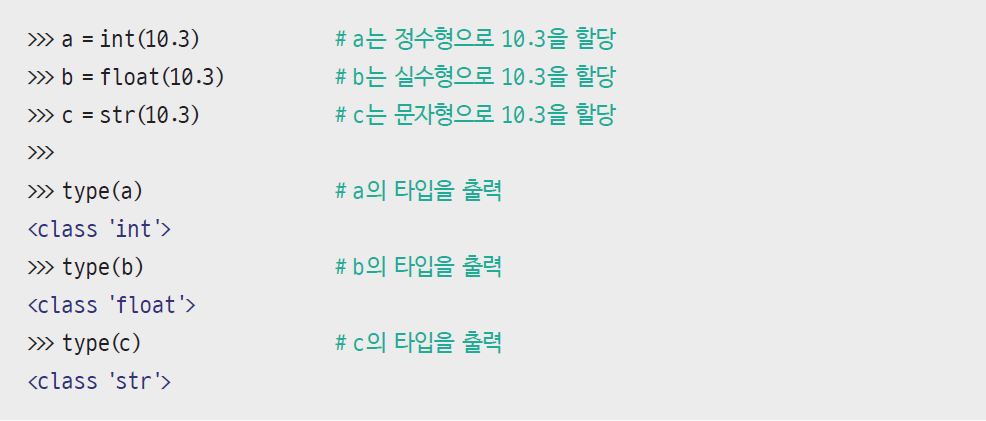 >>> a = int(10.3) # a는 정수형으로 10.3을 할당
>>> b = float(10.3) # b는 실수형으로 10.3을 할당
>>> c = str(10.3) # c는 문자형으로 10.3을 할당
>>>
>>> type(a) # a의 타입을 출력
<class 'int'>
>>> type(b) # b의 타입을 출력
<class 'float'>
>>> type(c) # c의 타입을 출력
<class 'str'>